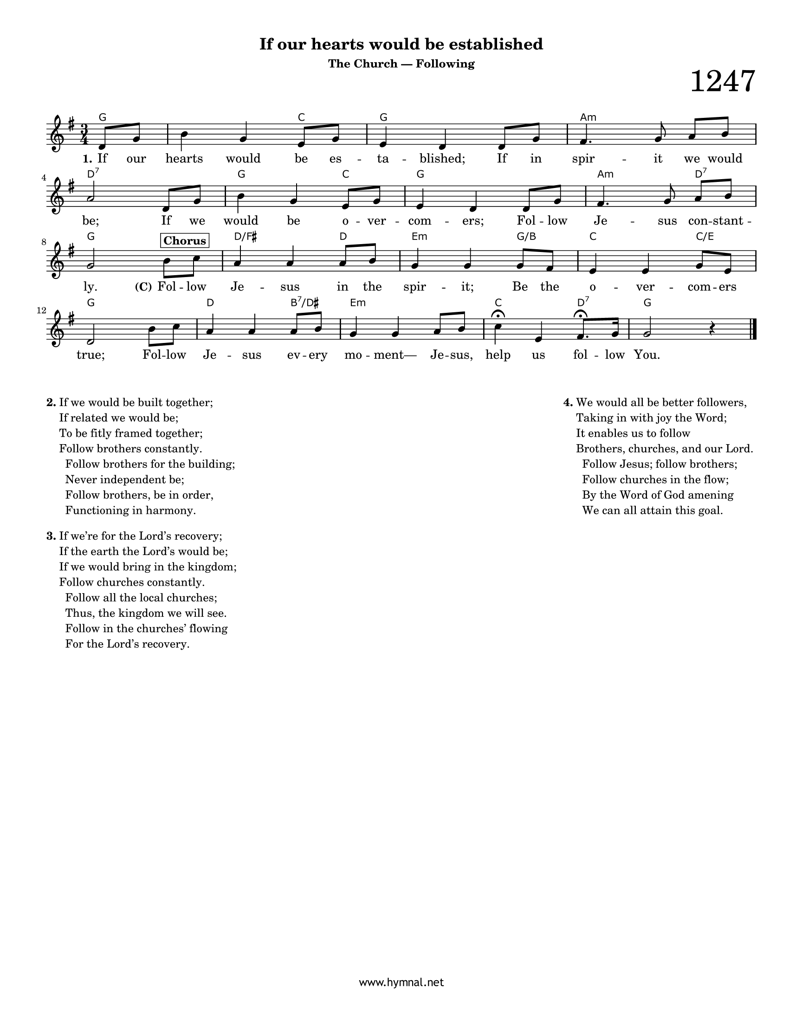 If our hearts would be established
The Church — Following
1247
G C G Am
1. If our hearts would be es - ta - blished; If in spir - it we would
4 D7 G C G Am D7
be; If we would be o - ver - com - ers; Fol - low Je - sus con-stant -
8 G Chorus D/F♯ D Em G/B C C/E
ly. (C) Fol - low Je - sus in the spir - it; Be the o - ver - com-ers
12 G D B7/D♯ Em C D7 G
true; Fol-low Je - sus ev-ery mo - ment— Je-sus, help us fol - low You.
2. If we would be built together;
If related we would be;
To be fitly framed together;
Follow brothers constantly.
Follow brothers for the building;
Never independent be;
Follow brothers, be in order,
Functioning in harmony.
3. If we’re for the Lord’s recovery;
If the earth the Lord’s would be;
If we would bring in the kingdom;
Follow churches constantly.
Follow all the local churches;
Thus, the kingdom we will see.
Follow in the churches’ flowing
For the Lord’s recovery.
4. We would all be better followers,
Taking in with joy the Word;
It enables us to follow
Brothers, churches, and our Lord.
Follow Jesus; follow brothers;
Follow churches in the flow;
By the Word of God amening
We can all attain this goal.
www.hymnal.net